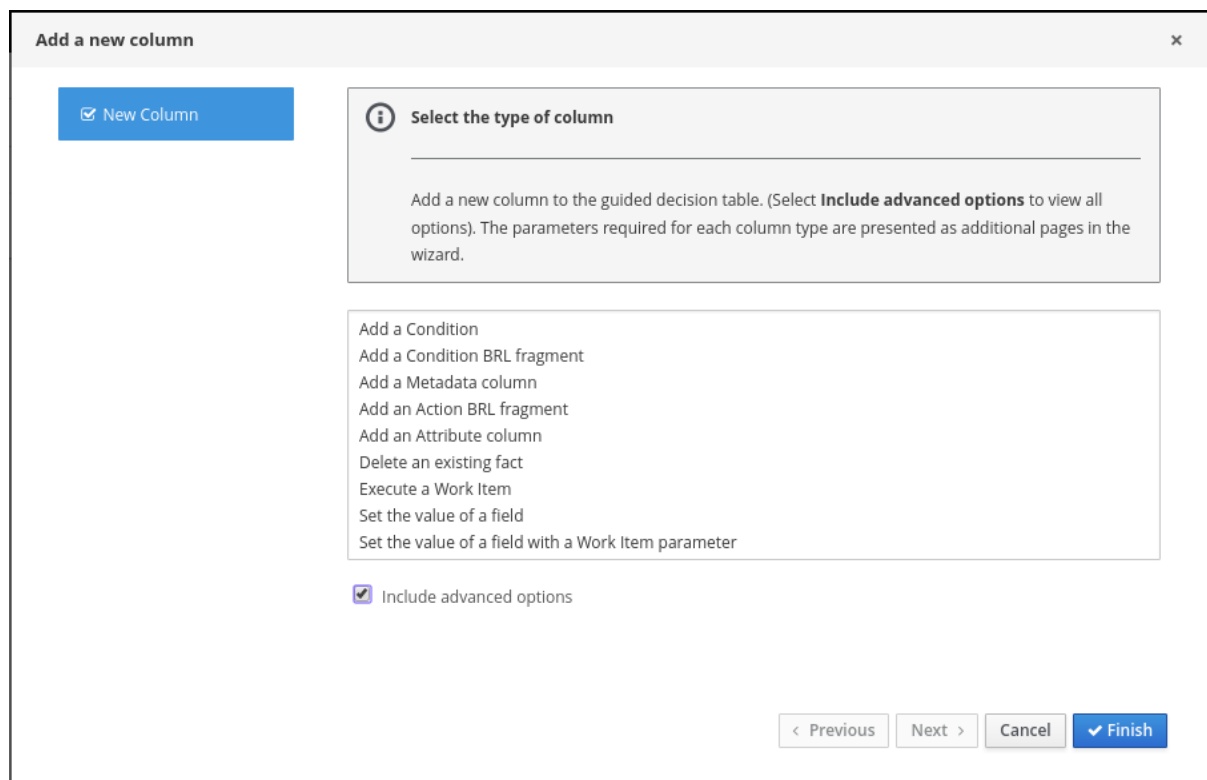 Add a new column
New Column
Select the type of column
Add a new column to the guided decision table. (Select Include advanced options to view all
options). The parameters required for each column type are presented as additional pages in the
wizard.
Add a Condition
Add a Condition BRL fragment
Add a Metadata column
Add an Action BRL fragment
Add an Attribute column
Delete an existing fact
Execute a Work Item
Set the value of a field
Set the value of a field with a Work Item parameter
Include advanced options
Previous
Next
Cancel
Finish